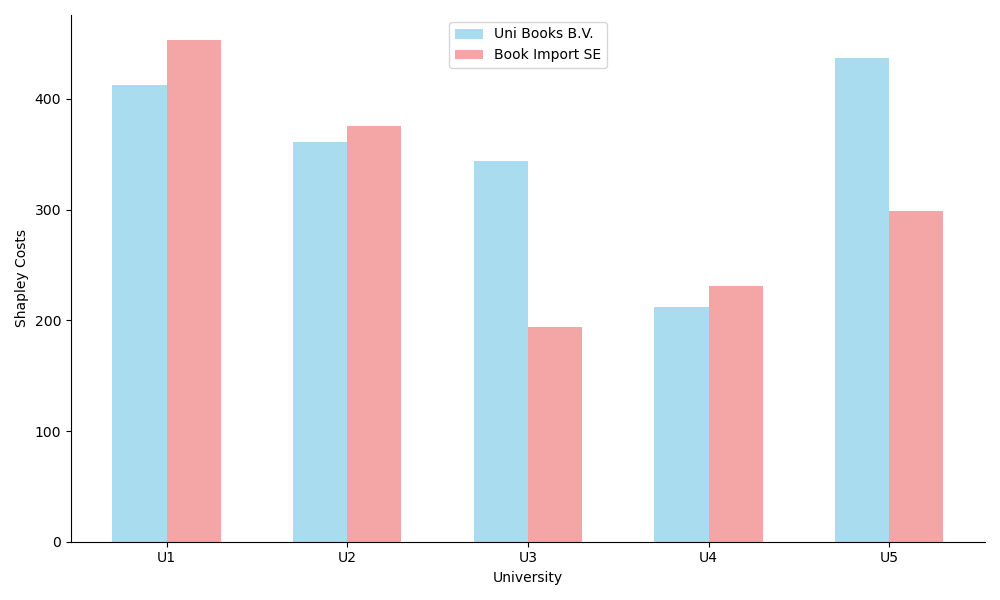 Uni Books B.V.
Book Import SE
Shapley Costs
400
300
200
100
0
U1 U2 U3 U4 U5
University